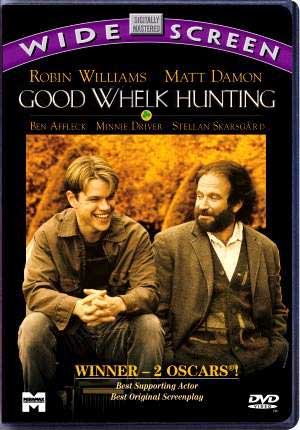 WIDE DIGITALLY MASTERED SCREEN
ROBIN WILLIAMS MATT DAMON
GOOD WHELK HUNTING
BEN AFFLECK MINNIE DRIVER STELLAN SKARSGÅRD
WINNER – 2 OSCARS®!
Best Supporting Actor
Best Original Screenplay
MIRAMAX
DVD
VIDEO